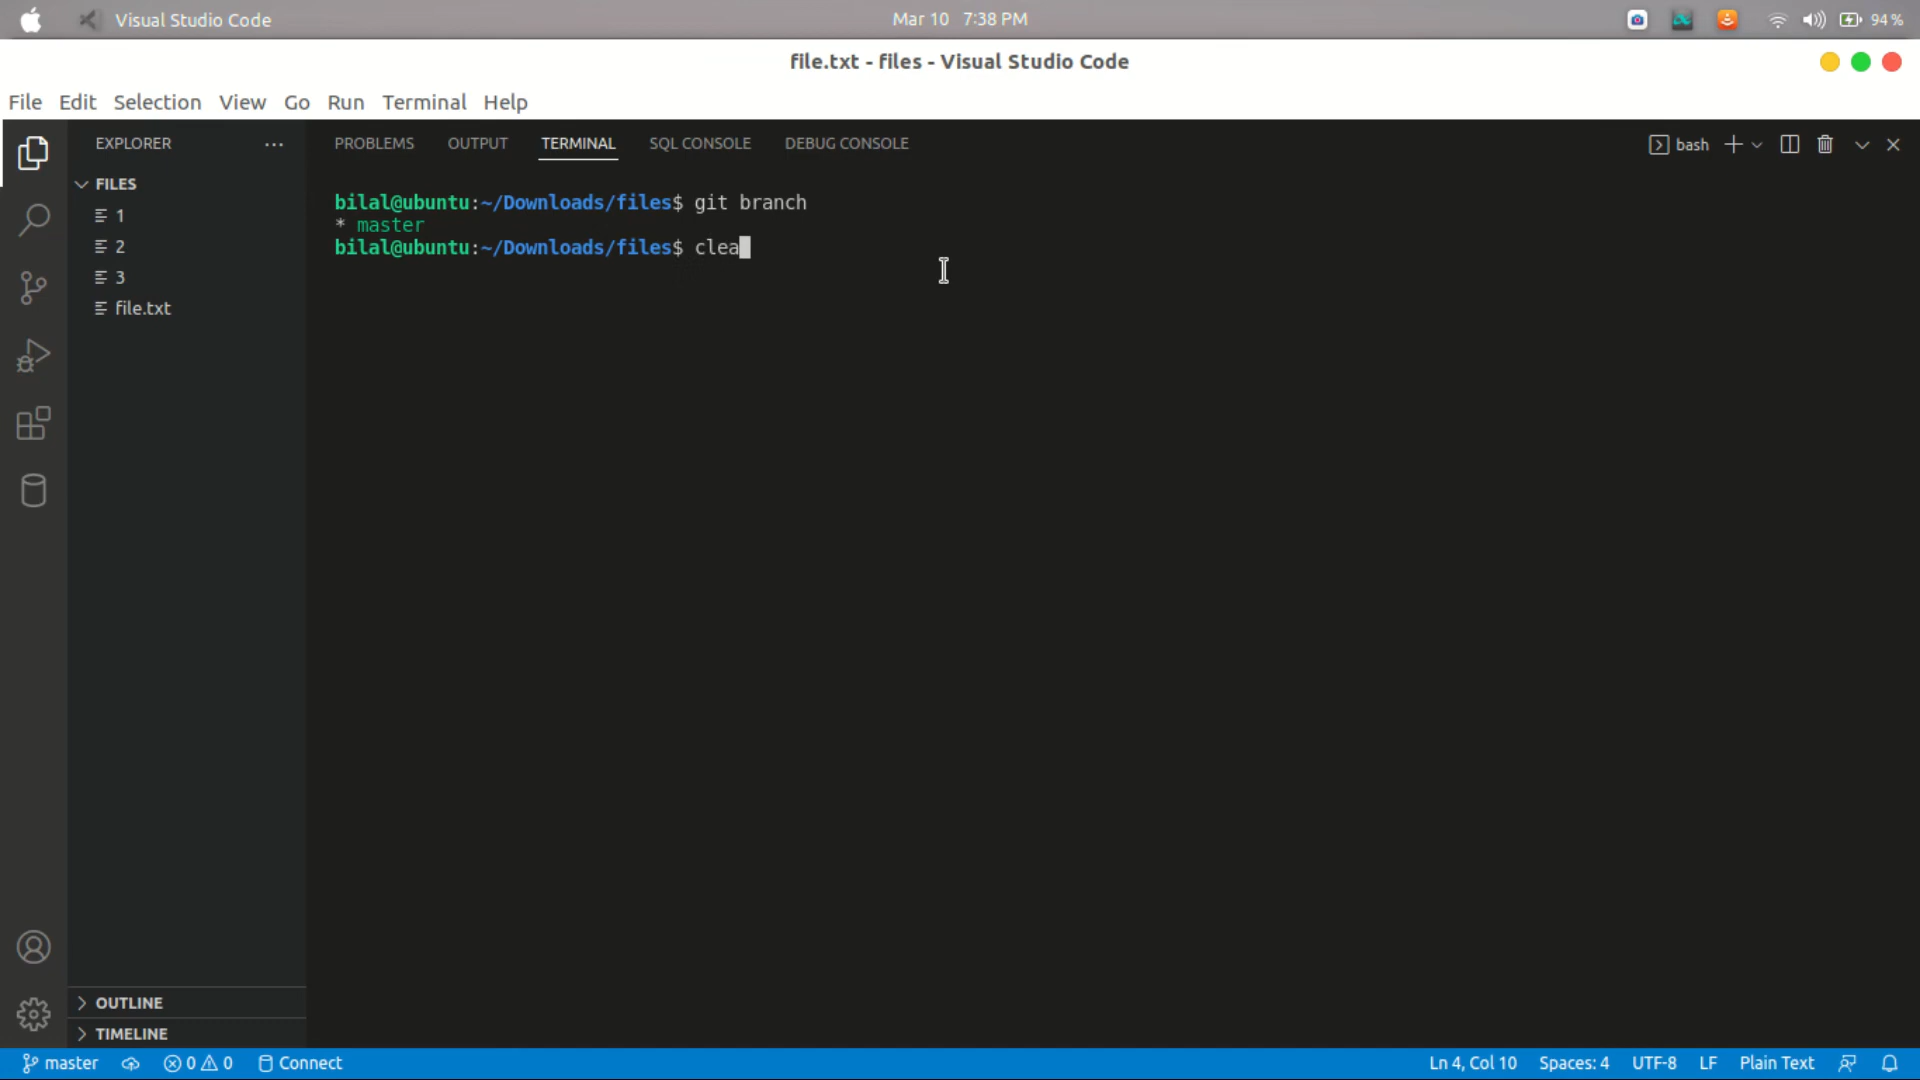 Visual Studio Code
Mar 10 7:38 PM
94 %
file.txt - files - Visual Studio Code
File Edit Selection View Go Run Terminal Help
EXPLORER
PROBLEMS OUTPUT TERMINAL SQL CONSOLE DEBUG CONSOLE
bash
FILES
1
2
3
file.txt
bilal@ubuntu:~/Downloads/files$ git branch
* master
bilal@ubuntu:~/Downloads/files$ clea
OUTLINE
TIMELINE
master 0 0 Connect
Ln 4, Col 10 Spaces: 4 UTF-8 LF Plain Text